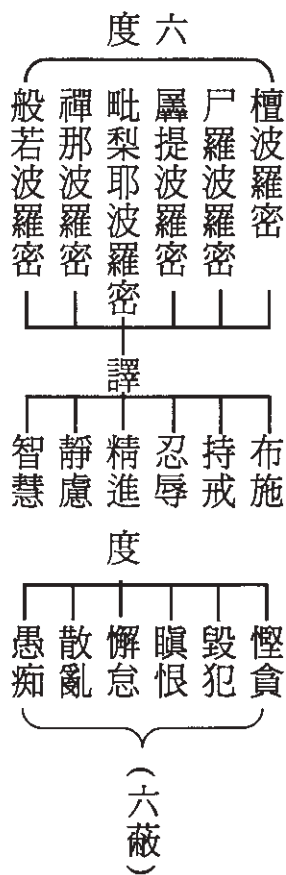 六度
檀波羅密
尸羅波羅密
羼提波羅密
毗梨耶波羅密
禪那波羅密
般若波羅密
譯
布施
持戒
忍辱
精進
靜慮
智慧
度
慳貪
毀犯
瞋恨
懈怠
散亂
愚痴
(六蔽)